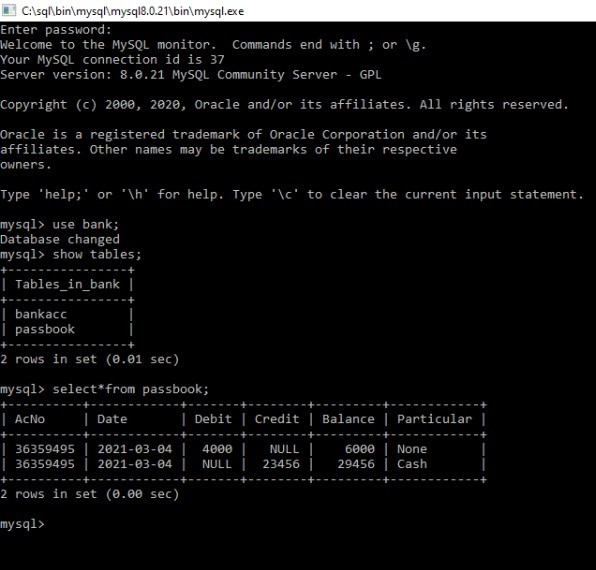 C:\sql\bin\mysql\mysql8.0.21\bin\mysql.exe
Enter password:
Welcome to the MySQL monitor.  Commands end with ; or \g.
Your MySQL connection id is 37
Server version: 8.0.21 MySQL Community Server - GPL

Copyright (c) 2000, 2020, Oracle and/or its affiliates. All rights reserved.

Oracle is a registered trademark of Oracle Corporation and/or its
affiliates. Other names may be trademarks of their respective
owners.

Type 'help;' or '\h' for help. Type '\c' to clear the current input statement.

mysql> use bank;
Database changed
mysql> show tables;
+----------------+
| Tables_in_bank |
+----------------+
| bankacc        |
| passbook       |
+----------------+
2 rows in set (0.01 sec)

mysql> select*from passbook;
+----------+------------+-------+--------+---------+------------+
| AcNo     | Date       | Debit | Credit | Balance | Particular |
+----------+------------+-------+--------+---------+------------+
| 36359495 | 2021-03-04 |  4000 |   NULL |    6000 | None       |
| 36359495 | 2021-03-04 |  NULL |  23456 |   29456 | Cash       |
+----------+------------+-------+--------+---------+------------+
2 rows in set (0.00 sec)

mysql>